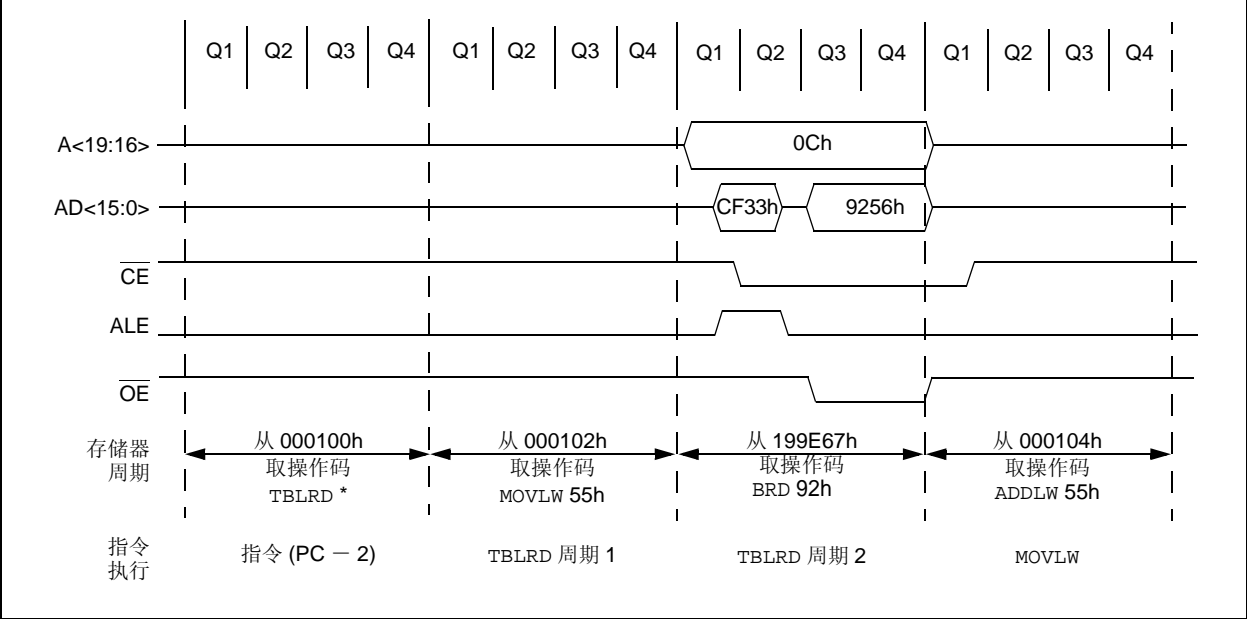 Q1 Q2 Q3 Q4 Q1 Q2 Q3 Q4 Q1 Q2 Q3 Q4 Q1 Q2 Q3 Q4
A<19:16>
0Ch
AD<15:0>
CF33h
9256h
CE
ALE
OE
存储器
周期
从 000100h
取操作码
TBLRD *
从 000102h
取操作码
MOVLW 55h
从 199E67h
取操作码
BRD 92h
从 000104h
取操作码
ADDLW 55h
指令
执行
指令 (PC － 2)
TBLRD 周期 1
TBLRD 周期 2
MOVLW